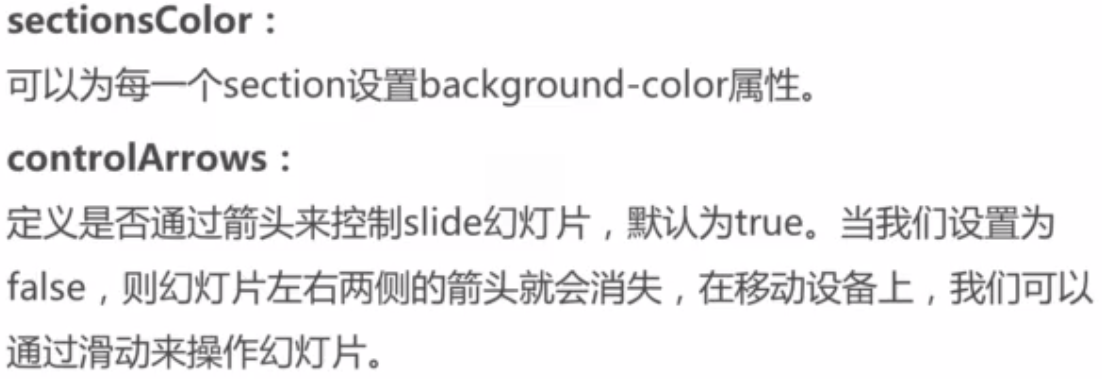 sectionsColor：
可以为每一个section设置background-color属性。
controlArrows：
定义是否通过箭头来控制slide幻灯片，默认为true。当我们设置为
false，则幻灯片左右两侧的箭头就会消失，在移动设备上，我们可以
通过滑动来操作幻灯片。